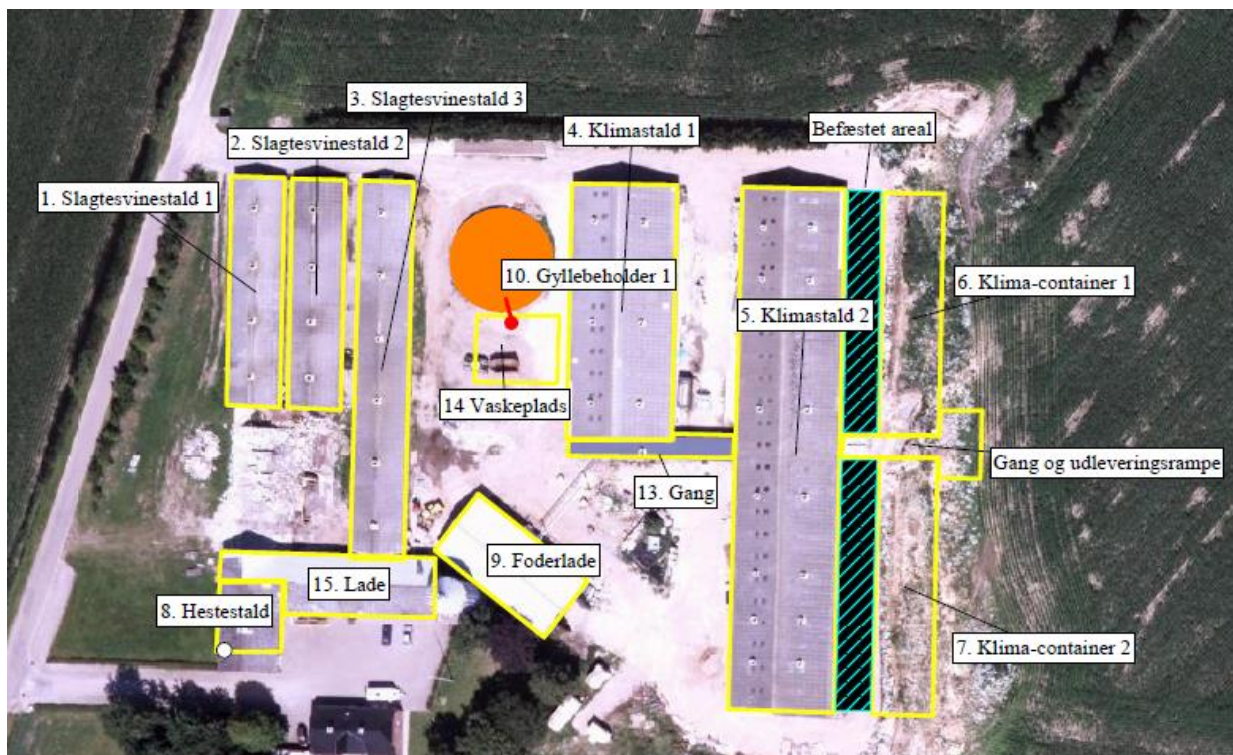 3. Slagtesvinestald 3
2. Slagtesvinestald 2
4. Klimastald 1
Befæstet areal
1. Slagtesvinestald 1
10. Gyllebeholder 1
6. Klima-container 1
5. Klimastald 2
14 Vaskeplads
13. Gang
Gang og udleveringsrampe
9. Foderlade
15. Lade
8. Hestestald
7. Klima-container 2